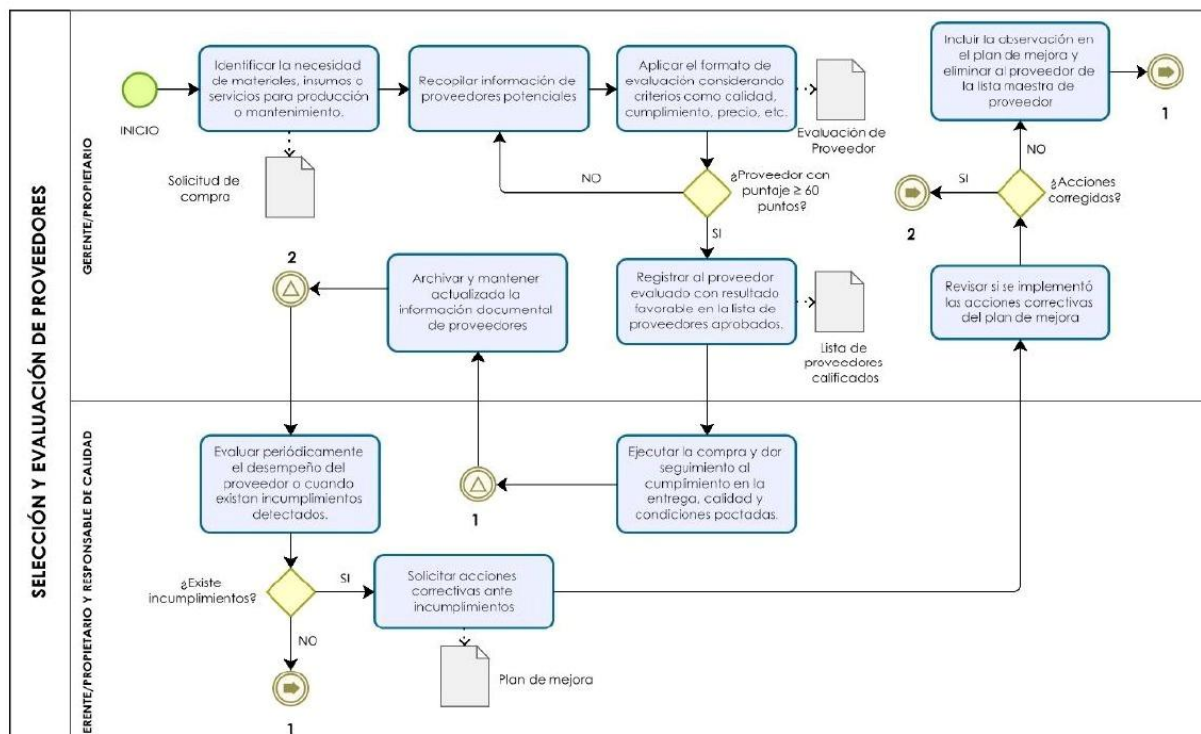 SELECCIÓN Y EVALUACIÓN DE PROVEEDORES
GERENTE/PROPIETARIO
INICIO
Identificar la necesidad
de materiales, insumos o
servicios para producción
o mantenimiento.
Solicitud de
compra
Recopilar información de
proveedores potenciales
Aplicar el formato de
evaluación considerando
criterios como calidad,
cumplimiento, precio, etc.
Evaluación de
Proveedor
¿Proveedor con
puntaje ≥ 60
puntos?
NO
SI
Registrar al proveedor
evaluado con resultado
favorable en la lista de
proveedores aprobados.
Lista de
proveedores
calificados
Archivar y mantener
actualizada la
información documental
de proveedores
2
Incluir la observación en
el plan de mejora y
eliminar al proveedor de
la lista maestra de
proveedor
1
NO
¿Acciones
corregidas?
SI
2
Revisar si se implementó
las acciones correctivas
del plan de mejora
ERENTE/PROPIETARIO Y RESPONSABLE DE CALIDAD
Evaluar periódicamente
el desempeño del
proveedor o cuando
existan incumplimientos
detectados.
1
Ejecutar la compra y dar
seguimiento al
cumplimiento en la
entrega, calidad y
condiciones pactadas.
¿Existe
incumplimientos?
SI
Solicitar acciones
correctivas ante
incumplimientos
NO
Plan de mejora
1